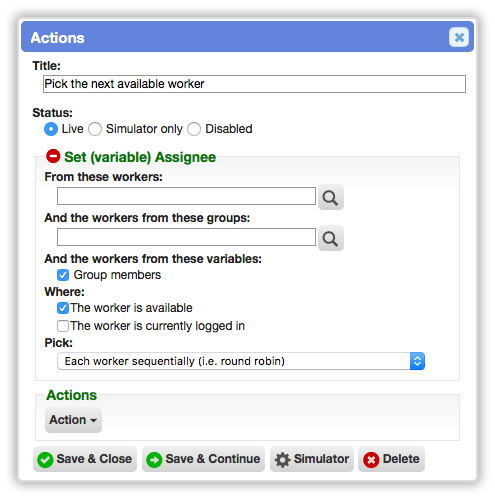 Actions
Title:
Pick the next available worker
Status:
Live Simulator only Disabled
Set (variable) Assignee
From these workers:
And the workers from these groups:
And the workers from these variables:
Group members
Where:
The worker is available
The worker is currently logged in
Pick:
Each worker sequentially (i.e. round robin)
Actions
Action
Save & Close Save & Continue Simulator Delete